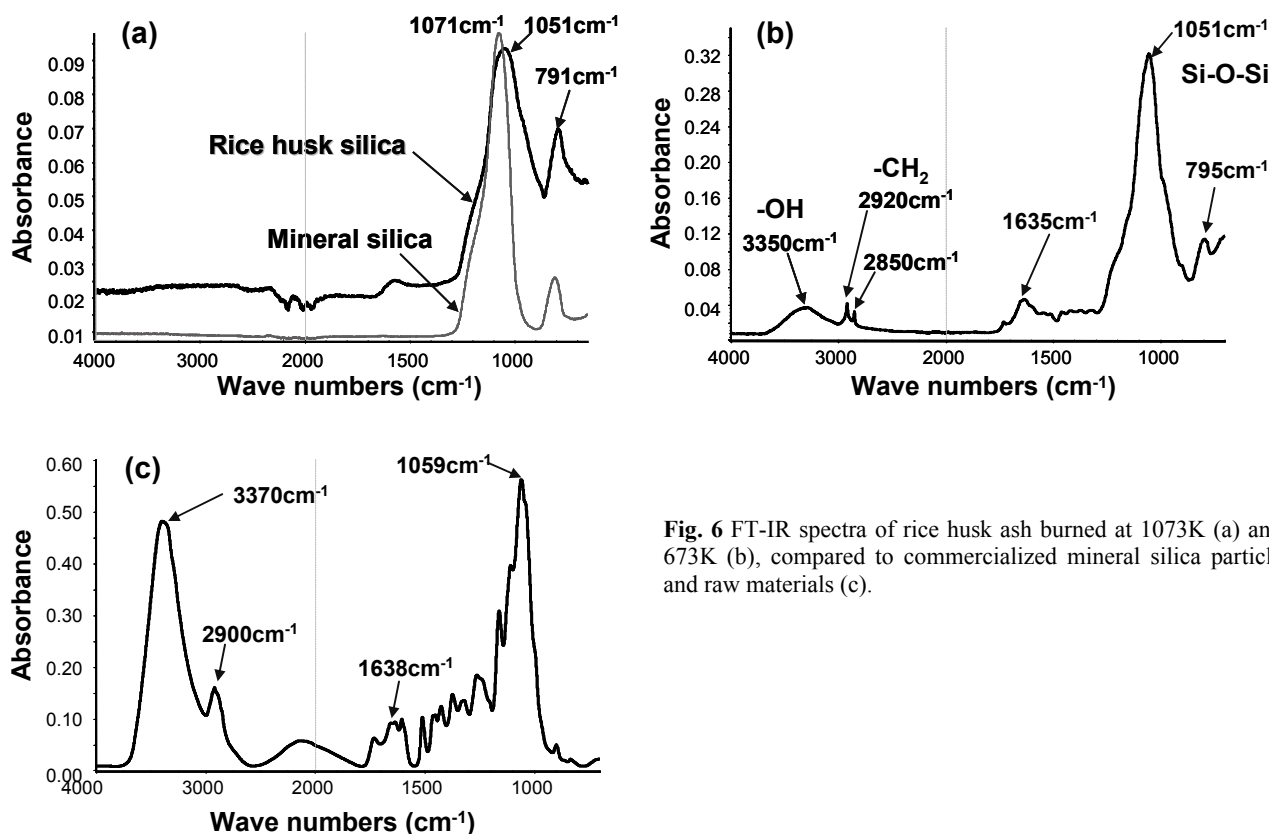 (a)
1071cm-1
1051cm-1
791cm-1
Rice husk silica
Mineral silica
Absorbance
0.09
0.08
0.07
0.06
0.05
0.04
0.03
0.02
0.01
4000 3000 2000 1500 1000
Wave numbers (cm-1)
(b)
1051cm-1
Si-O-Si
795cm-1
-CH2
2920cm-1
-OH
3350cm-1
2850cm-1
1635cm-1
Absorbance
0.32
0.28
0.24
0.20
0.16
0.12
0.08
0.04
4000 3000 2000 1500 1000
Wave numbers (cm-1)
(c)
3370cm-1
1059cm-1
2900cm-1
1638cm-1
Absorbance
0.60
0.50
0.40
0.30
0.20
0.10
0.00
4000 3000 2000 1500 1000
Wave numbers (cm-1)
Fig. 6 FT-IR spectra of rice husk ash burned at 1073K (a) an
673K (b), compared to commercialized mineral silica particl
and raw materials (c).